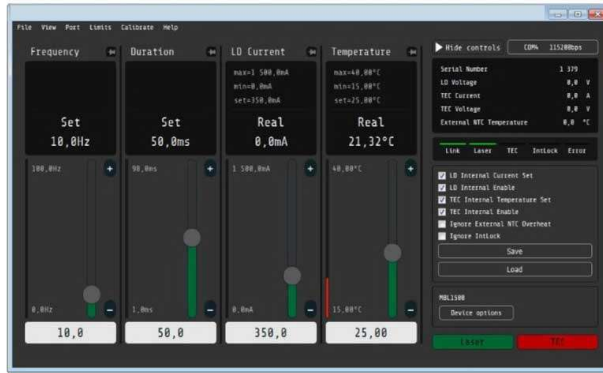 File View Port Limits Calibrate Help
Frequency
Set
10,0Hz
100,0Hz
0,0Hz
10,0
Duration
Set
50,0ms
90,0ms
1,0ms
50,0
LD Current
max=1 500,0mA
min=0,0mA
set=350,0mA
Real
0,0mA
1 500,0mA
0,0mA
350,0
Temperature
max=40,00°C
min=15,00°C
set=25,00°C
Real
21,32°C
40,00°C
15,00°C
25,00
Hide controls
115200bps
Serial Number 1 379
LD Voltage 0,0 V
TEC Current 0,0 A
TEC Voltage 0,0 V
External NTC Temperature 0,0 °C
Link Laser TEC IntLock Error
LD Internal Current Set
LD Internal Enable
TEC Internal Temperature Set
TEC Internal Enable
Ignore External NTC Overheat
Ignore IntLock
Save
Load
MBL1500
Device options
Laser TEC